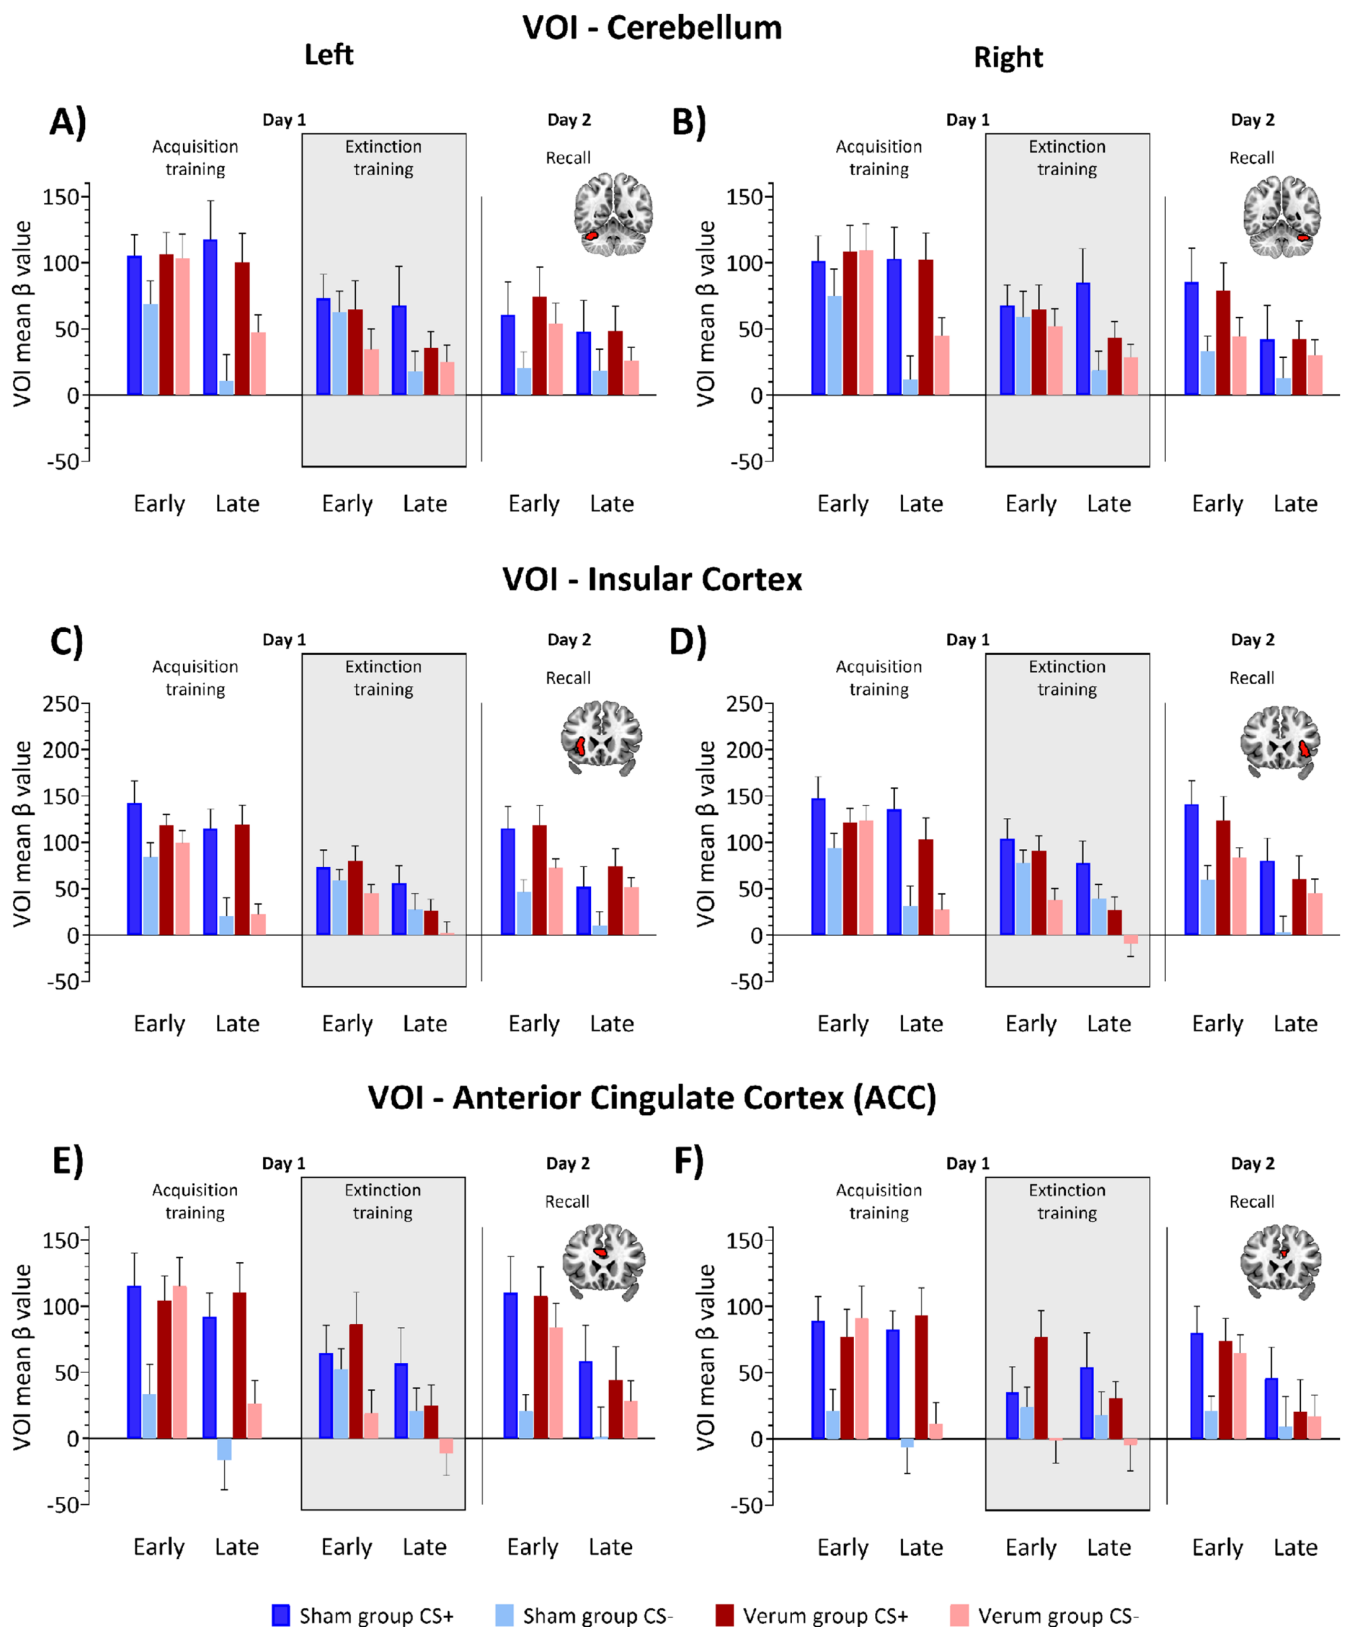 VOI - Cerebellum
Left
Right
A)
Day 1
Day 2
Acquisition
training
Extinction
training
Recall
VOI mean β value
150
100
50
0
-50
Early
Late
Early
Late
Early
Late
B)
Day 1
Day 2
Acquisition
training
Extinction
training
Recall
VOI mean β value
150
100
50
0
-50
Early
Late
Early
Late
Early
Late
VOI - Insular Cortex
C)
Day 1
Day 2
Acquisition
training
Extinction
training
Recall
VOI mean β value
250
200
150
100
50
0
-50
Early
Late
Early
Late
Early
Late
D)
Day 1
Day 2
Acquisition
training
Extinction
training
Recall
VOI mean β value
250
200
150
100
50
0
-50
Early
Late
Early
Late
Early
Late
VOI - Anterior Cingulate Cortex (ACC)
E)
Day 1
Day 2
Acquisition
training
Extinction
training
Recall
VOI mean β value
150
100
50
0
-50
Early
Late
Early
Late
Early
Late
F)
Day 1
Day 2
Acquisition
training
Extinction
training
Recall
VOI mean β value
150
100
50
0
-50
Early
Late
Early
Late
Early
Late
Sham group CS+
Sham group CS-
Verum group CS+
Verum group CS-